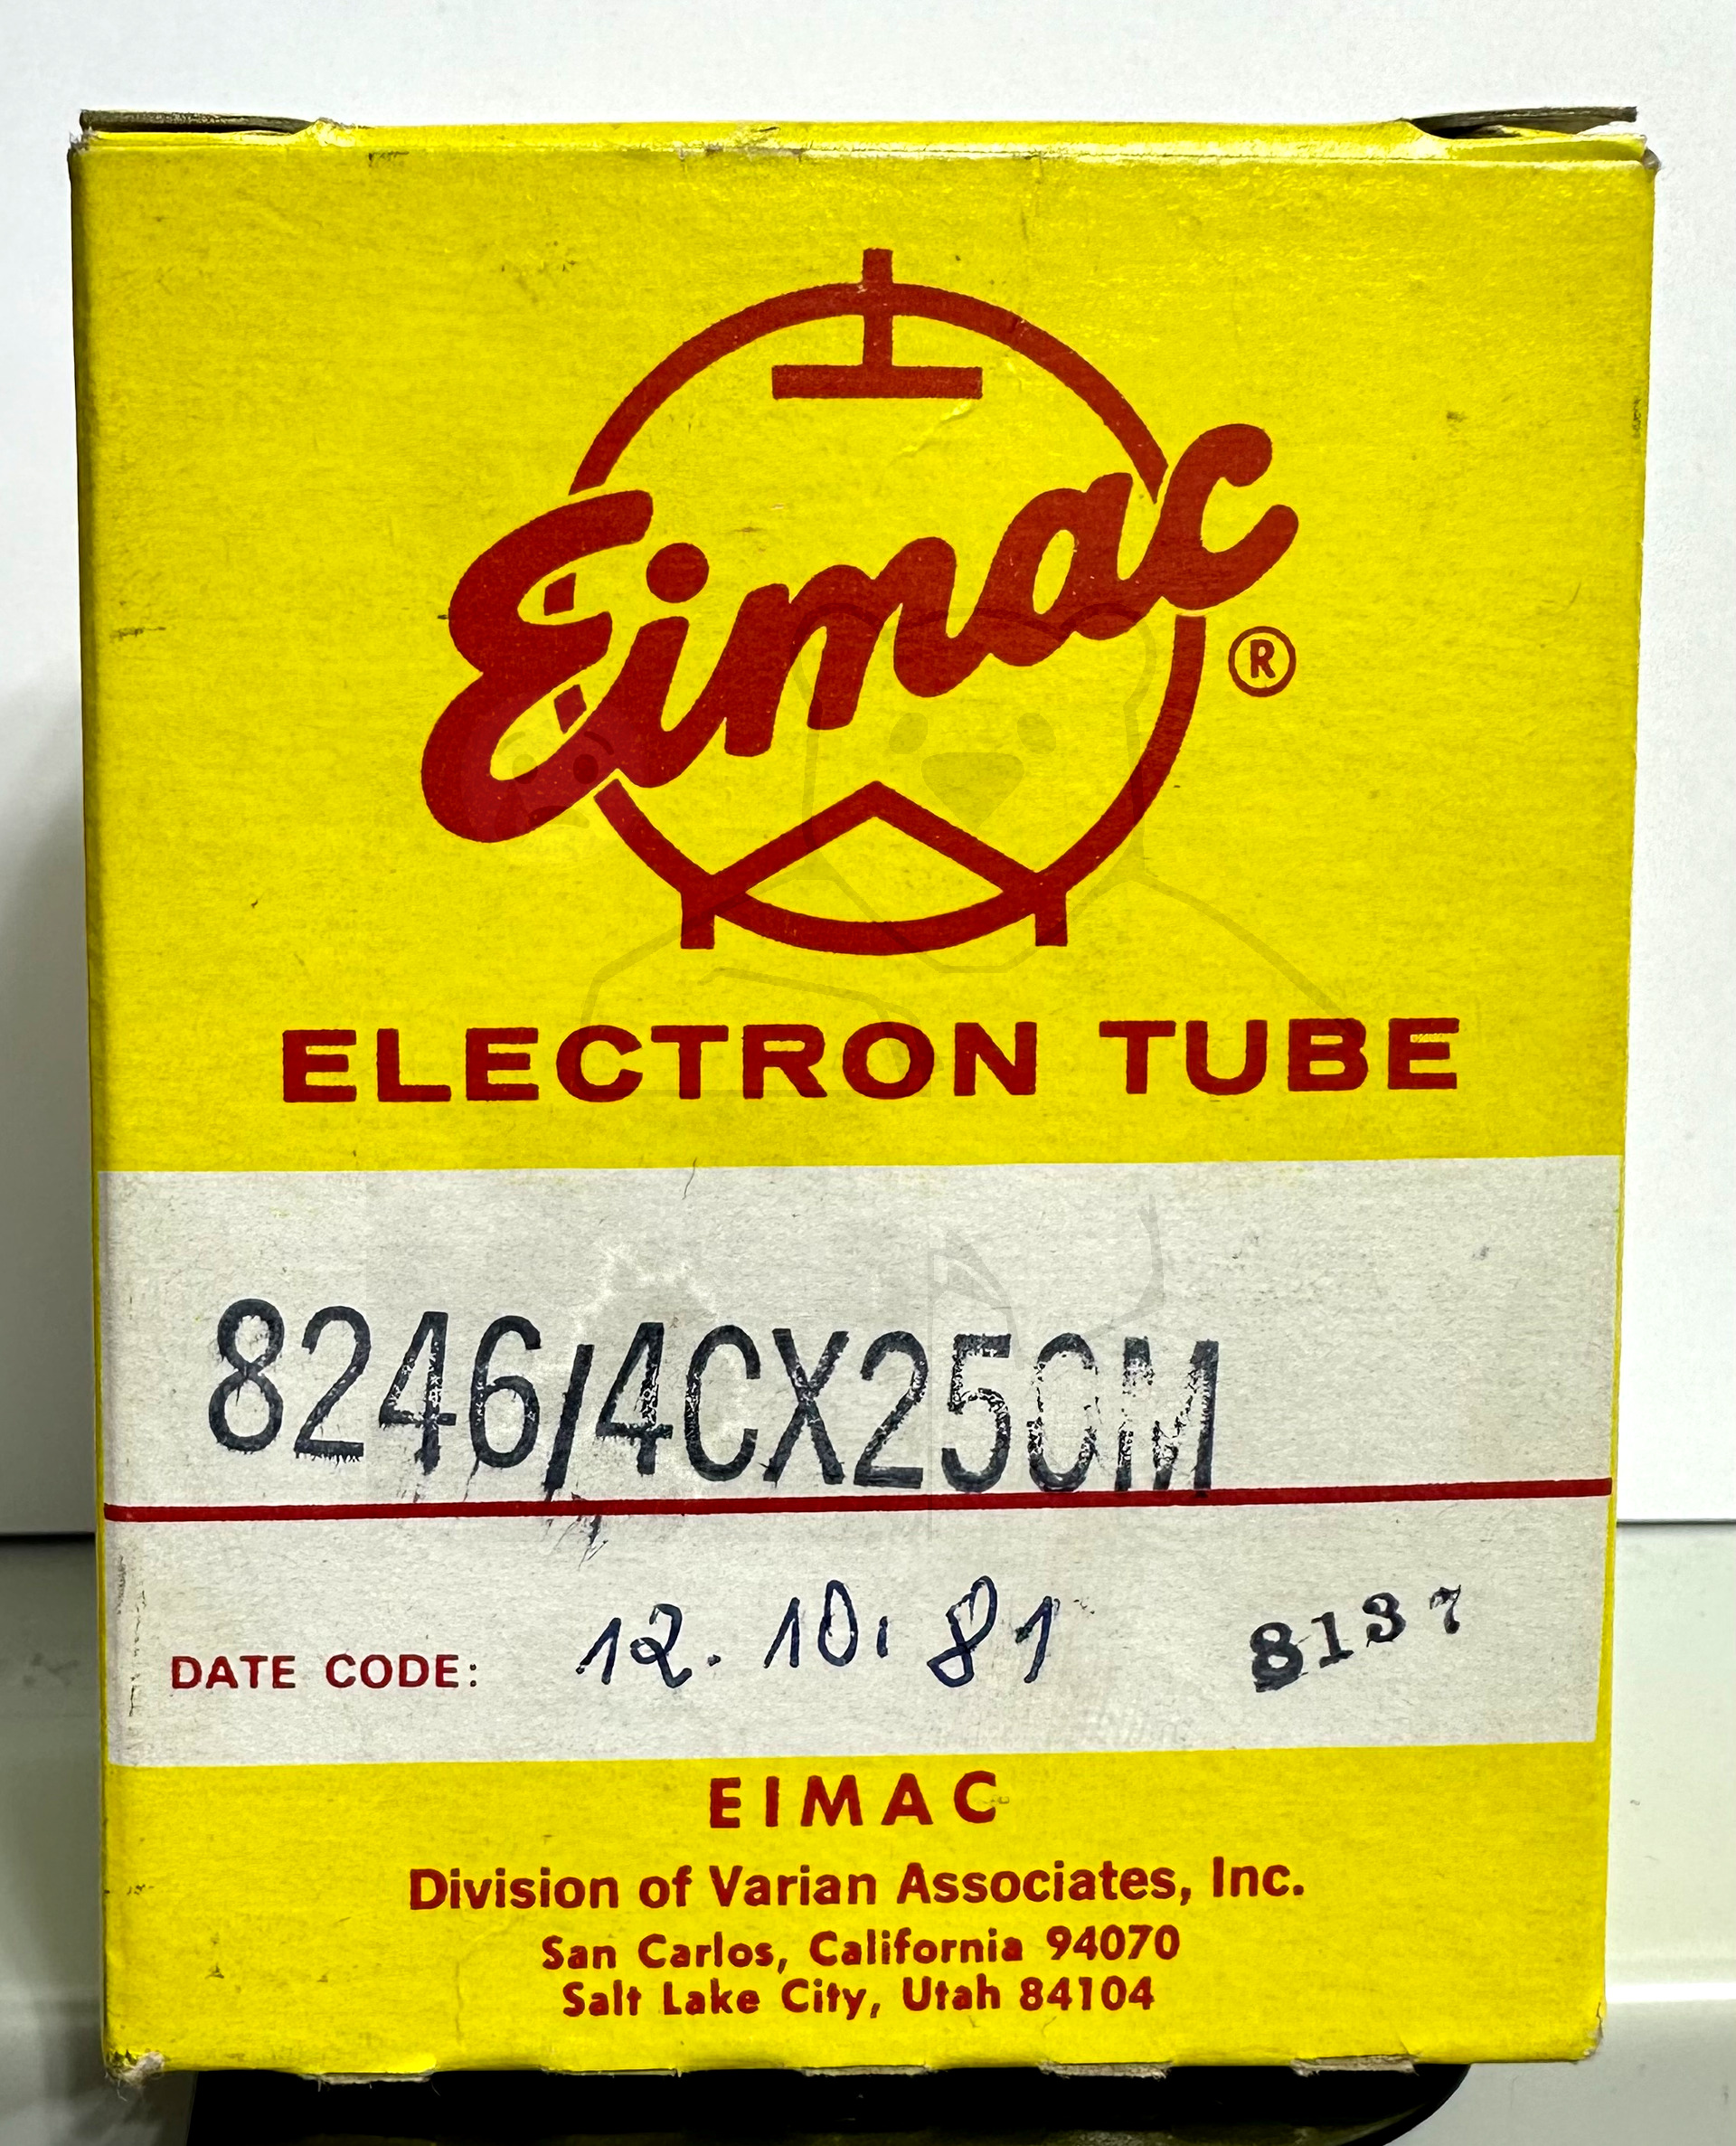 Eimac ®
ELECTRON TUBE
8246/4CX250M
DATE CODE: 12.10.81 8137
EIMAC
Division of Varian Associates, Inc.
San Carlos, California 94070
Salt Lake City, Utah 84104